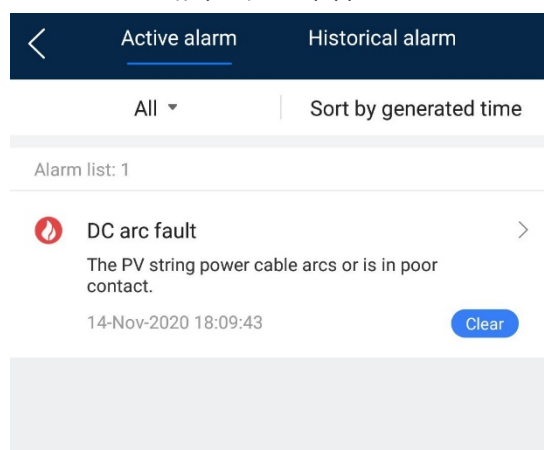 Active alarm Historical alarm
All Sort by generated time
Alarm list: 1
DC arc fault
The PV string power cable arcs or is in poor
contact.
14-Nov-2020 18:09:43 Clear